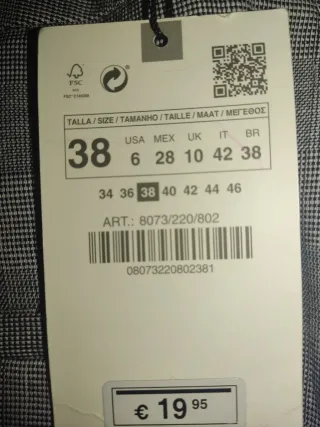 FSC
TALLA / SIZE / TAMANHO / TAILLE / MAAT / ΜΕΓΕΘΟΣ
38 USA MEX UK IT BR
6 28 10 42 38
34 36 38 40 42 44 46
ART.: 8073/220/802
08073220802381
€ 19 95